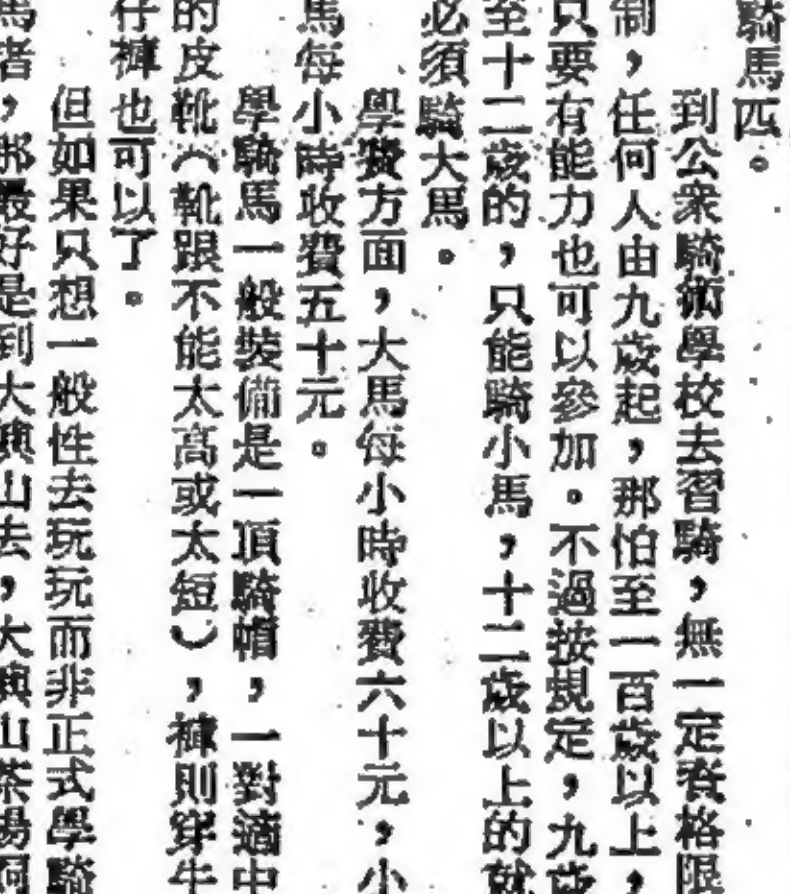 騎馬匹。
到公衆騎術學校去習騎，無一定資格限
制，任何人由九歲起，那怕至一百歲以上，
只要有能力也可以參加。不過按規定，九歲
至十二歲的，只能騎小馬，十二歲以上的就
必須騎大馬。
學費方面，大馬每小時收費六十元，小
馬每小時收費五十元。
學騎馬一般裝備是一頂騎帽，一對適中
的皮靴（靴跟不能太高或太短），褲則穿牛
仔褲也可以了。
但如果只想一般性去玩玩而非正式學騎
馬者，那最好是到大嶼山去，大嶼山茶場